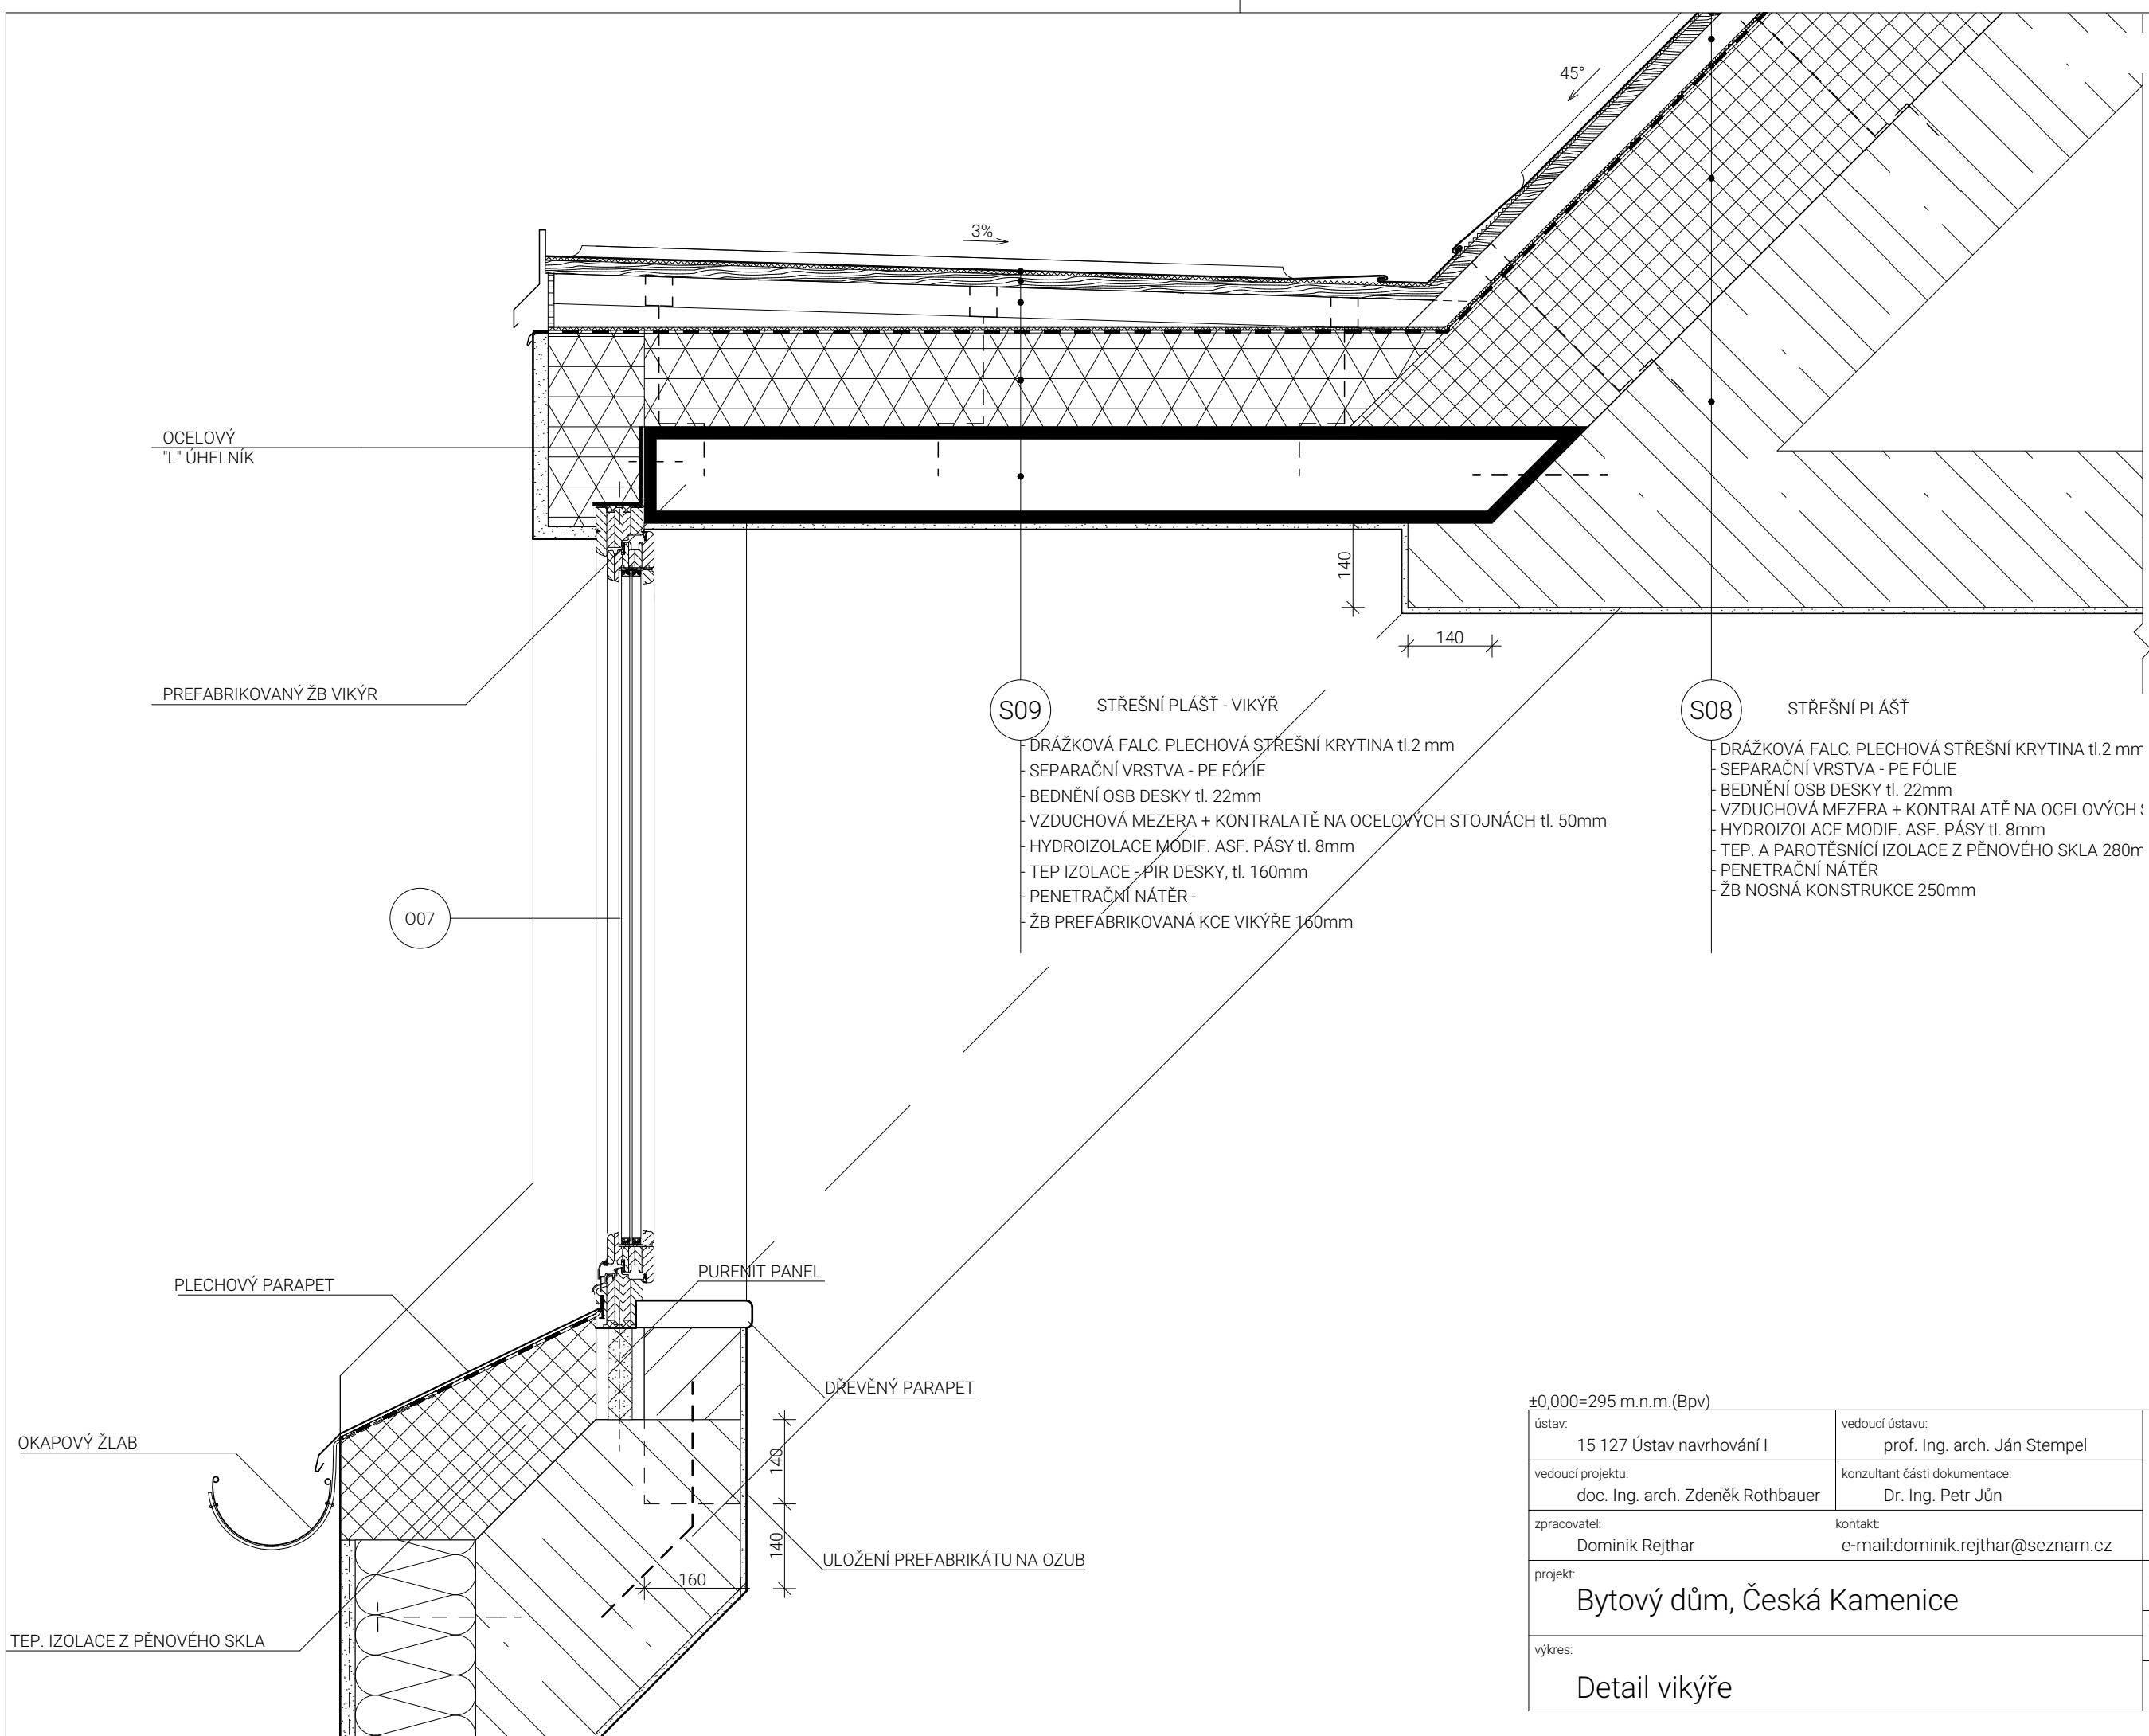 45°
3%
OCELOVÝ
"L" ÚHELNÍK
140
140
PREFABRIKOVANÝ ŽB VIKÝR
S09
STŘEŠNÍ PLÁŠŤ - VIKÝŘ
- DRÁŽKOVÁ FALC. PLECHOVÁ STŘEŠNÍ KRYTINA tl.2 mm
- SEPARAČNÍ VRSTVA - PE FÓLIE
- BEDNĚNÍ OSB DESKY tl. 22mm
- VZDUCHOVÁ MEZERA + KONTRALATĚ NA OCELOVÝCH STOJNÁCH tl. 50mm
- HYDROIZOLACE MODIF. ASF. PÁSY tl. 8mm
- TEP IZOLACE - PIR DESKY, tl. 160mm
- PENETRAČNÍ NÁTĚR -
- ŽB PREFABRIKOVANÁ KCE VIKÝŘE 160mm
S08
STŘEŠNÍ PLÁŠŤ
- DRÁŽKOVÁ FALC. PLECHOVÁ STŘEŠNÍ KRYTINA tl.2 mm
- SEPARAČNÍ VRSTVA - PE FÓLIE
- BEDNĚNÍ OSB DESKY tl. 22mm
- VZDUCHOVÁ MEZERA + KONTRALATĚ NA OCELOVÝCH
- HYDROIZOLACE MODIF. ASF. PÁSY tl. 8mm
- TEP. A PAROTĚSNÍCÍ IZOLACE Z PĚNOVÉHO SKLA 280m
- PENETRAČNÍ NÁTĚR
- ŽB NOSNÁ KONSTRUKCE 250mm
O07
PURENIT PANEL
PLECHOVÝ PARAPET
DŘEVĚNÝ PARAPET
OKAPOVÝ ŽLAB
140
140
160
ULOŽENÍ PREFABRIKÁTU NA OZUB
TEP. IZOLACE Z PĚNOVÉHO SKLA
±0,000=295 m.n.m.(Bpv)
ústav:
15 127 Ústav navrhování I
vedoucí ústavu:
prof. Ing. arch. Ján Stempel
vedoucí projektu:
doc. Ing. arch. Zdeněk Rothbauer
konzultant části dokumentace:
Dr. Ing. Petr Jůn
zpracovatel:
Dominik Rejthar
kontakt:
e-mail:dominik.rejthar@seznam.cz
projekt:
Bytový dům, Česká Kamenice
výkres:
Detail vikýře